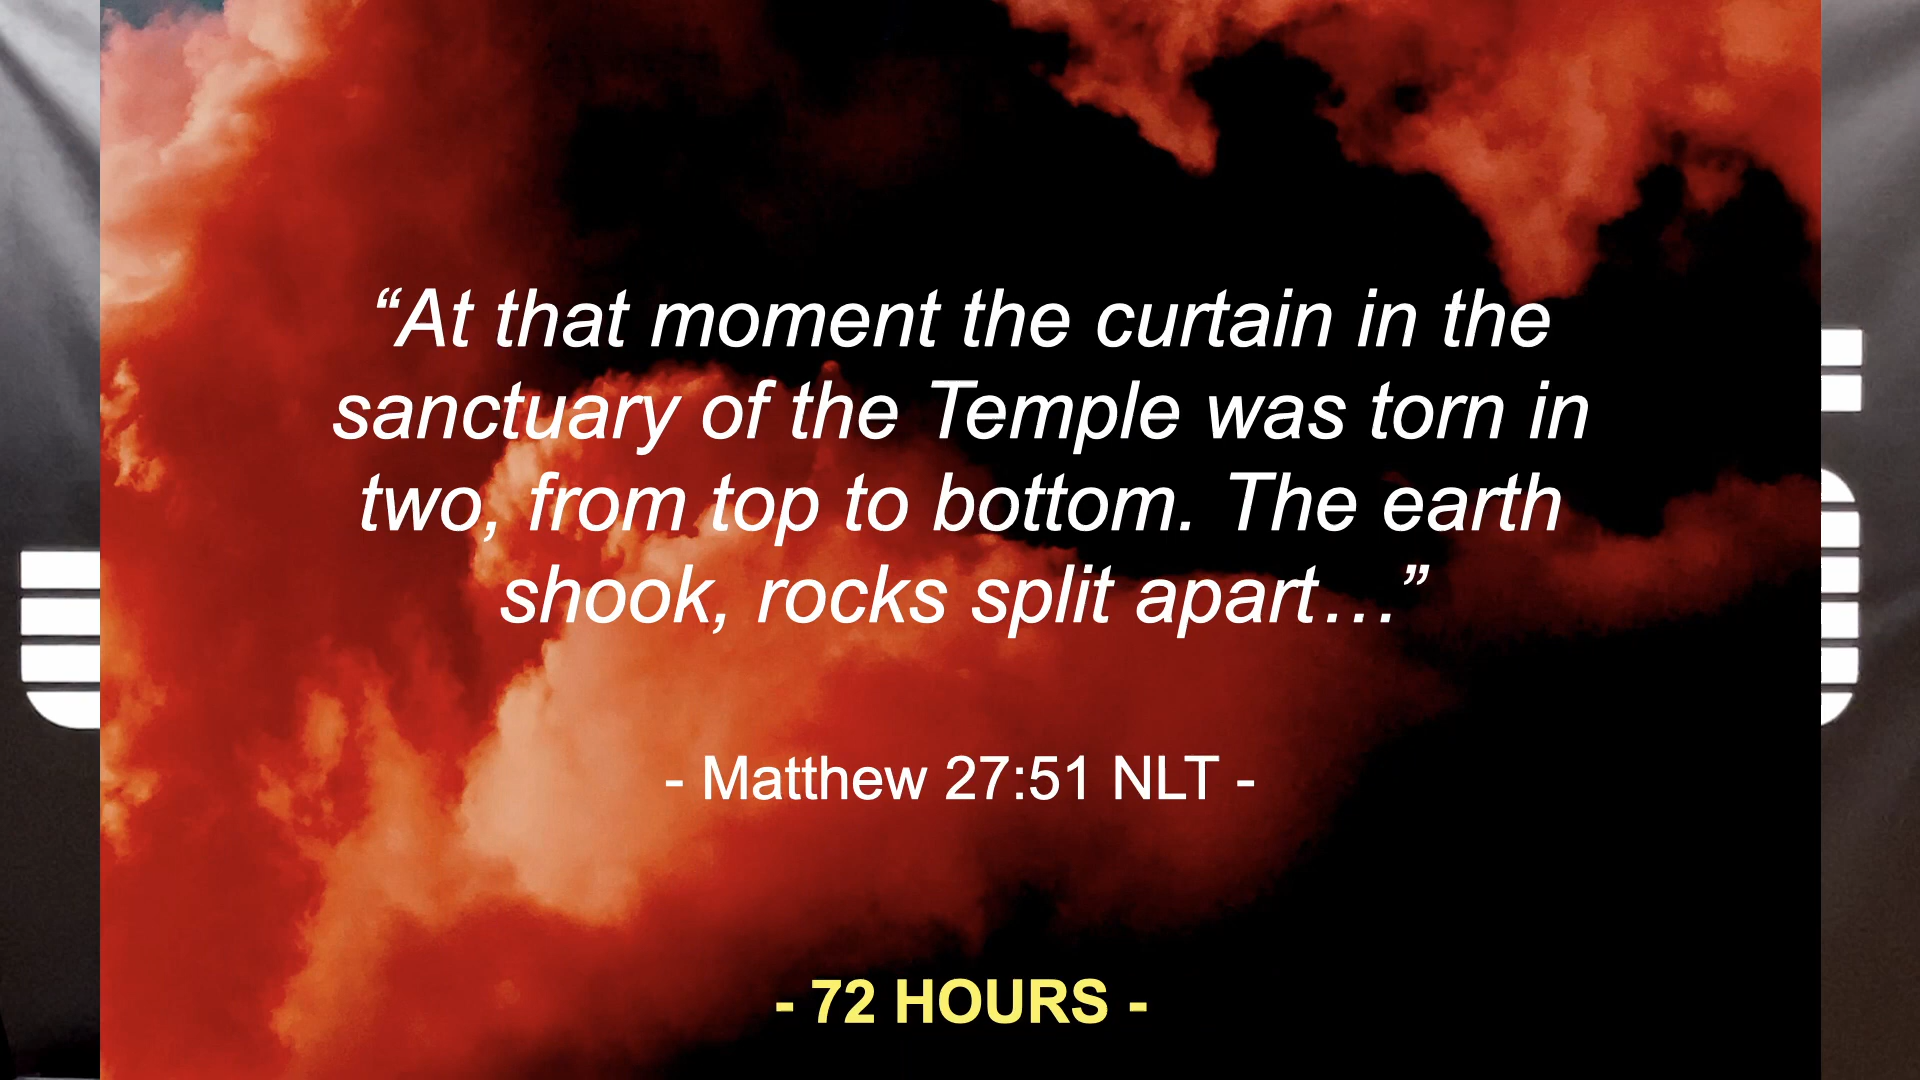 “At that moment the curtain in the
sanctuary of the Temple was torn in
two, from top to bottom. The earth
shook, rocks split apart…”
- Matthew 27:51 NLT -
- 72 HOURS -